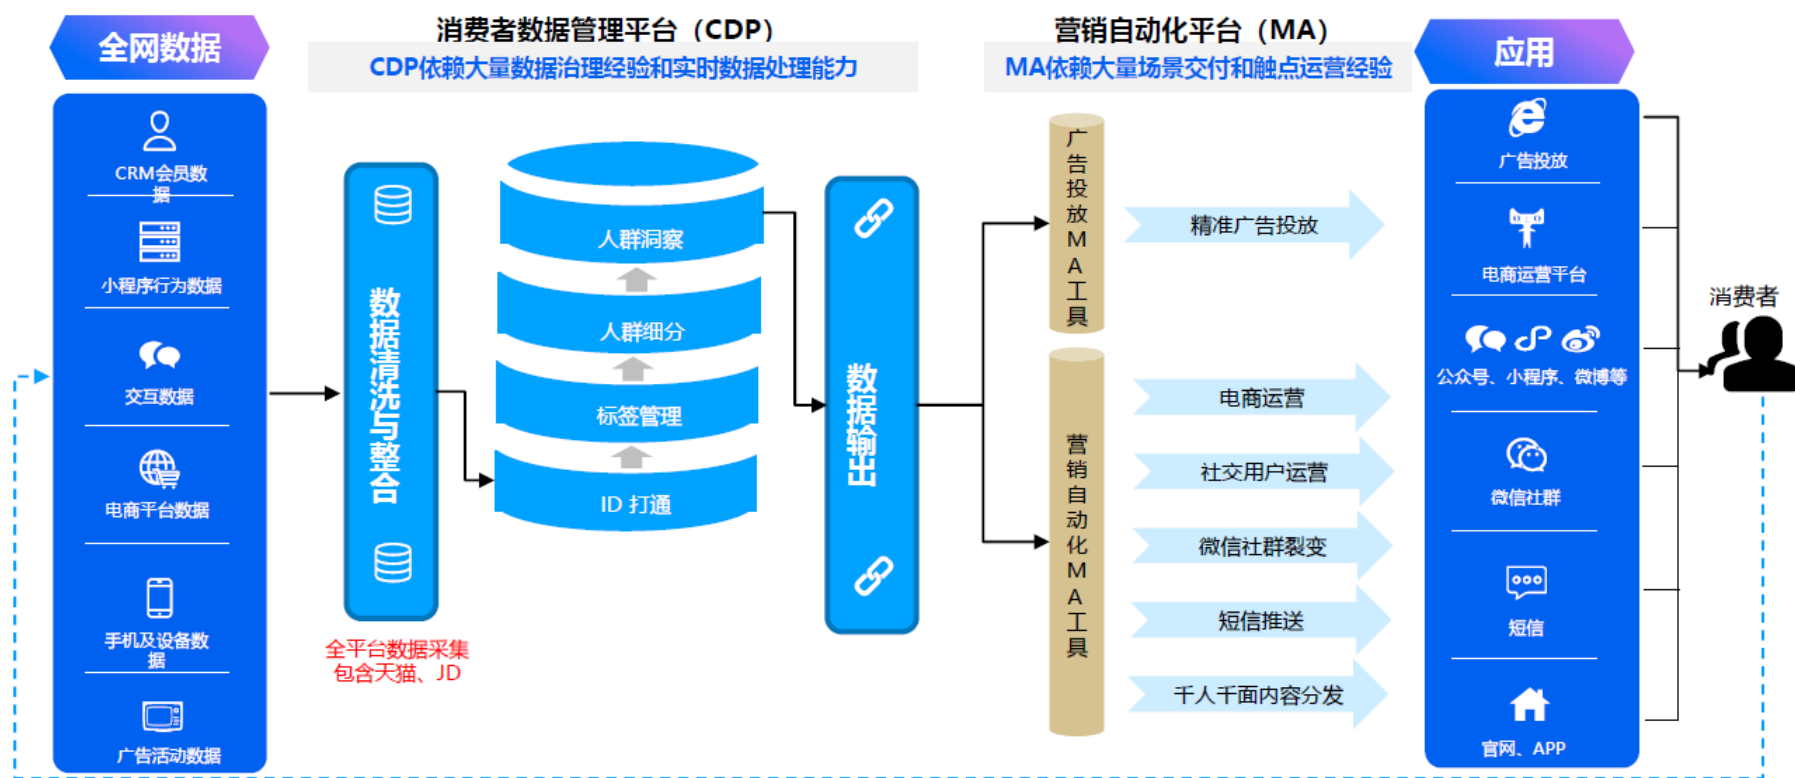 全网数据
消费者数据管理平台（CDP）
CDP依赖大量数据治理经验和实时数据处理能力
营销自动化平台（MA）
MA依赖大量场景交付和触点运营经验
应用
CRM会员数
据
小程序行为数据
交互数据
电商平台数据
手机及设备数
据
广告活动数据
数据清洗与整合
全平台数据采集
包含天猫、JD
人群洞察
人群细分
标签管理
ID 打通
数据输出
广告投放MA工具
营销自动化MA工具
精准广告投放
电商运营
社交用户运营
微信社群裂变
短信推送
千人千面内容分发
广告投放
电商运营平台
公众号、小程序、微博等
微信社群
短信
官网、APP
消费者